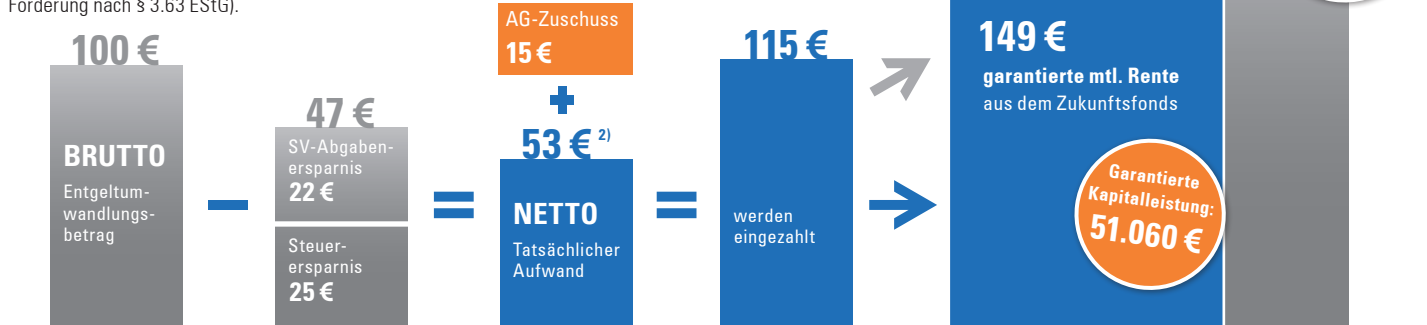 Förderung nach § 3.63 EStG).
100 €
BRUTTO
Entgeltum-
wandlungs-
betrag
47 €
SV-Abgaben-
ersparnis
22 €
Steuer-
ersparnis
25 €
AG-Zuschuss
15 €
53 € 2)
NETTO
Tatsächlicher
Aufwand
115 €
werden
eingezahlt
149 €
garantierte mtl. Rente
aus dem Zukunftsfonds
Garantierte
Kapitalleistung:
51.060 €